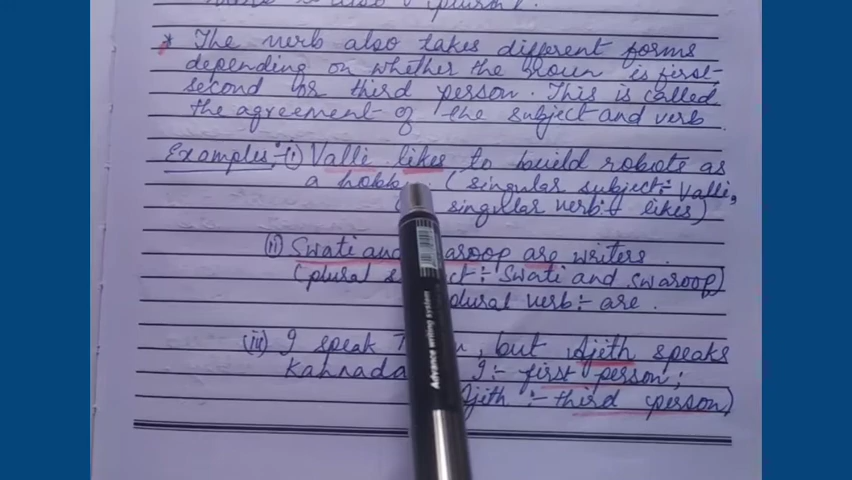 * The verb also takes different forms
depending on whether the noun is first-
second or third person. This is called
the agreement of the subject and verb.
Examples :- (i) Valli likes to build robots as
a . (singular subject :- Valli,
singular verb :- likes)
(ii) Swati and are writers.
(plural :- Swati and Swaroop)
plural verb :- are.
(iii) I speak , but Ajith speaks
Kannada I :- first person ;
Ajith :- third person)
Advance writing system